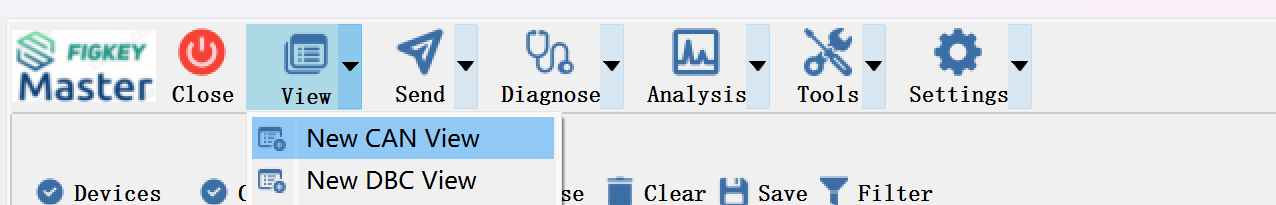 FIGKEY
Master
Close View Send Diagnose Analysis Tools Settings
New CAN View
New DBC View
Devices Clear Save Filter